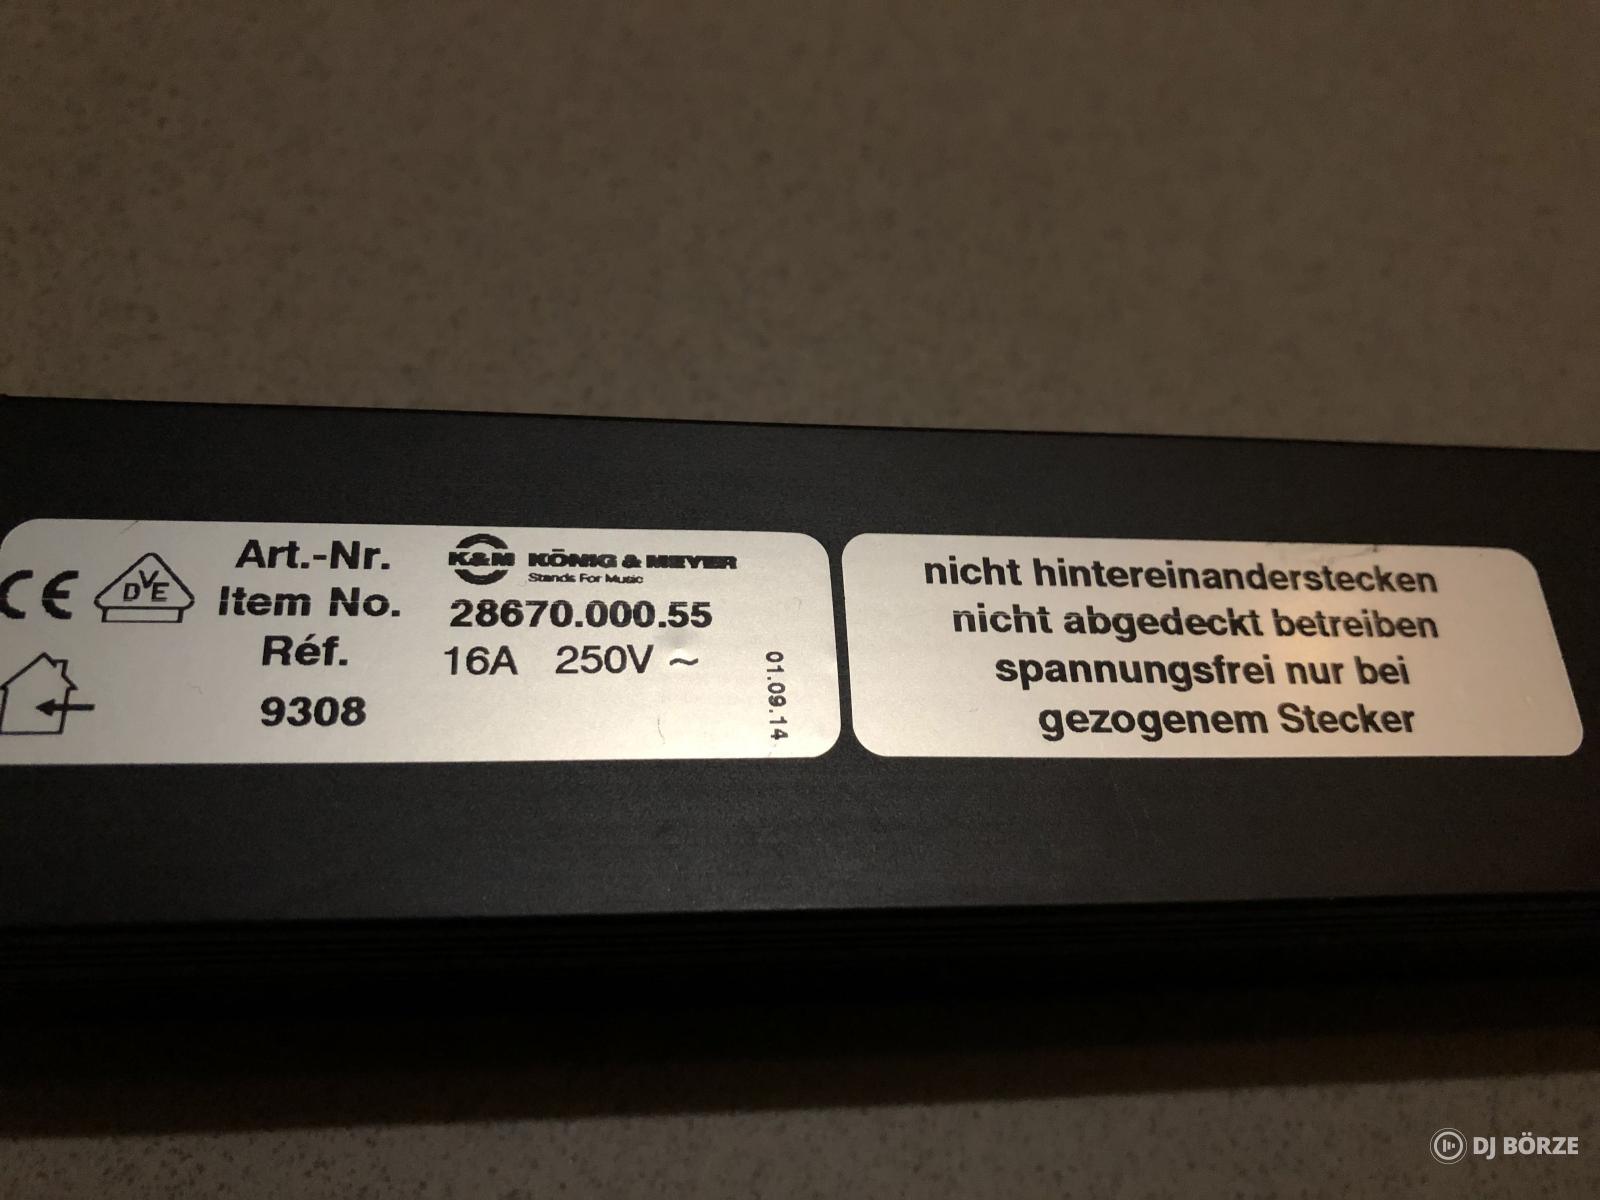 CE
DVE
Art.-Nr.
Item No.
Réf.
9308
K&M KÖNIG & MEYER
Stands For Music
28670.000.55
16A 250V ~
01.09.14
nicht hintereinanderstecken
nicht abgedeckt betreiben
spannungsfrei nur bei
gezogenem Stecker
DJ BÖRZE